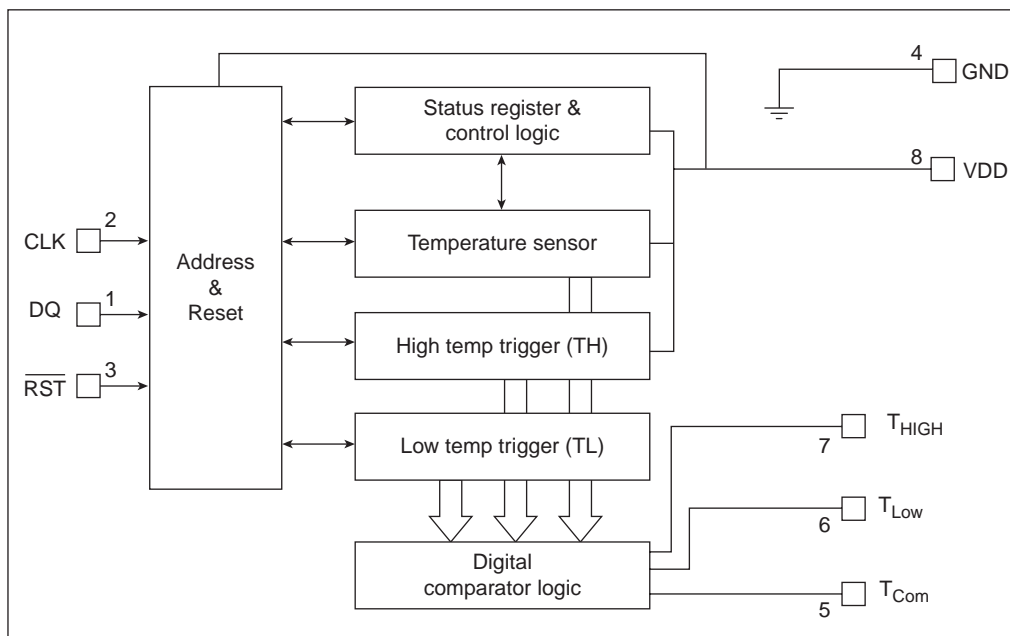 4
GND
Status register &
control logic
8
VDD
2
CLK
Temperature sensor
Address
&
Reset
1
DQ
High temp trigger (TH)
3
RST
Low temp trigger (TL)
THIGH
7
TLow
6
Digital
comparator logic
TCom
5